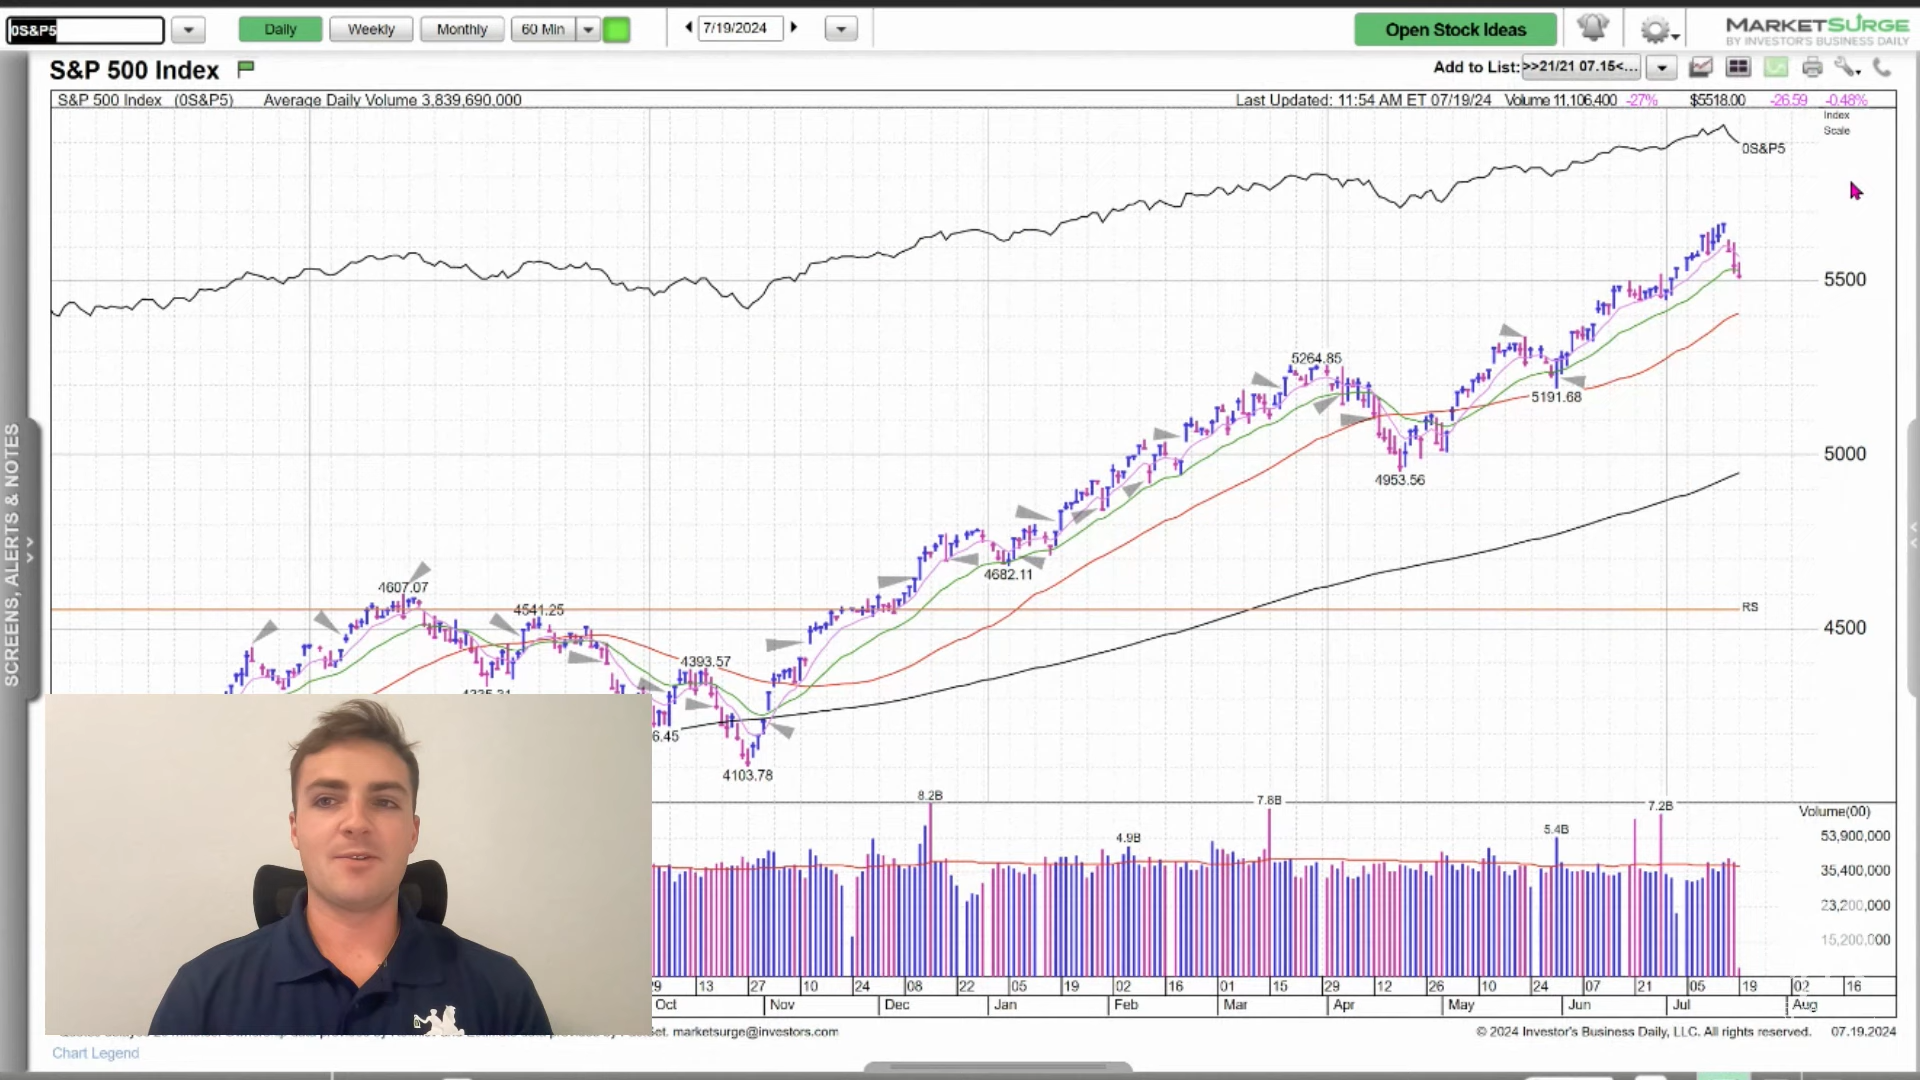 0S&P5
Daily
Weekly
Monthly
60 Min
7/19/2024
Open Stock Ideas
MARKETSURGE
BY INVESTOR'S BUSINESS DAILY
S&P 500 Index
Add to List:
>>21/21 07.15<...
S&P 500 Index (0S&P5) Average Daily Volume 3,839,690,000
Last Updated: 11:54 AM ET 07/19/24 Volume 11,106,400 -27% $5518.00 -26.59 -0.48%
Index
Scale
0S&P5
5500
5264.85
5191.68
5000
4953.56
4682.11
4607.07
4541.25
RS
4500
4393.57
6.45
4103.78
SCREENS, ALERTS & NOTES
8.2B
7.8B
7.2B
Volume(00)
5.4B
4.9B
53,900,000
35,400,000
23,200,000
15,200,000
29 13 27 10 24 08 22 05 19 02 16 01 15 29 12 26 10 24 07 21 05 19 02 16
Oct Nov Dec Jan Feb Mar Apr May Jun Jul Aug
marketsurge@investors.com
© 2024 Investor's Business Daily, LLC. All rights reserved. 07.19.2024
Chart Legend